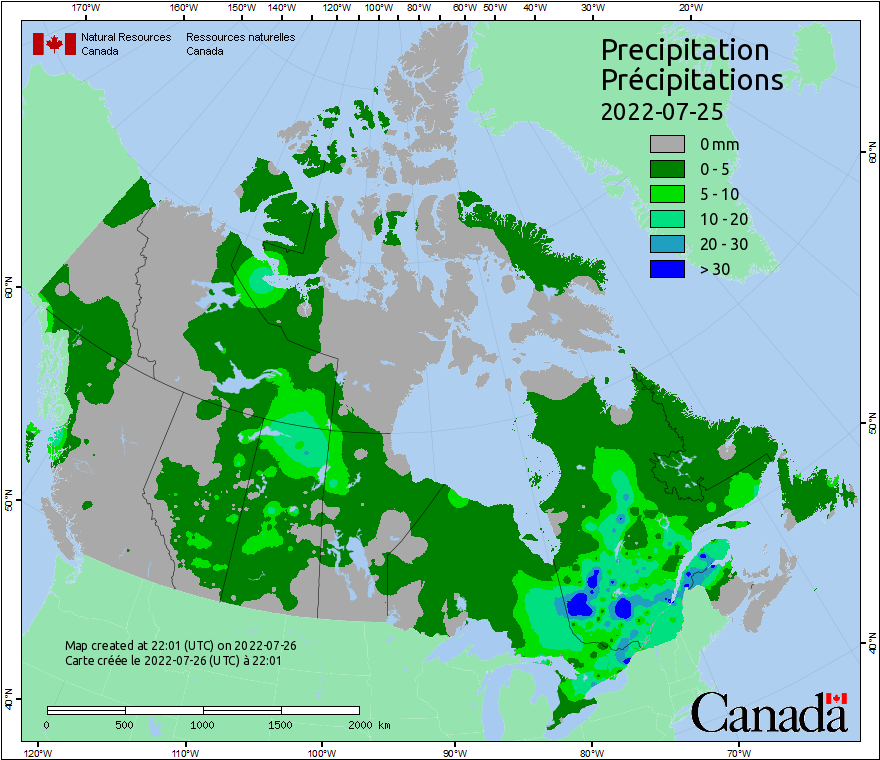 170°W 160°W 150°W 140°W 130°W 120°W 110°W 100°W 90°W 80°W 60°W 50°W 40°W 30°W 20°W
Natural Resources Canada
Ressources naturelles Canada
Precipitation
Précipitations
2022-07-25
0 mm
0 - 5
5 - 10
10 - 20
20 - 30
> 30
60°N
60°N
50°N
50°N
40°N
40°N
Map created at 22:01 (UTC) on 2022-07-26
Carte créée le 2022-07-26 (UTC) à 22:01
0 500 1000 1500 2000 km
Canada
120°W 110°W 100°W 90°W 80°W 70°W